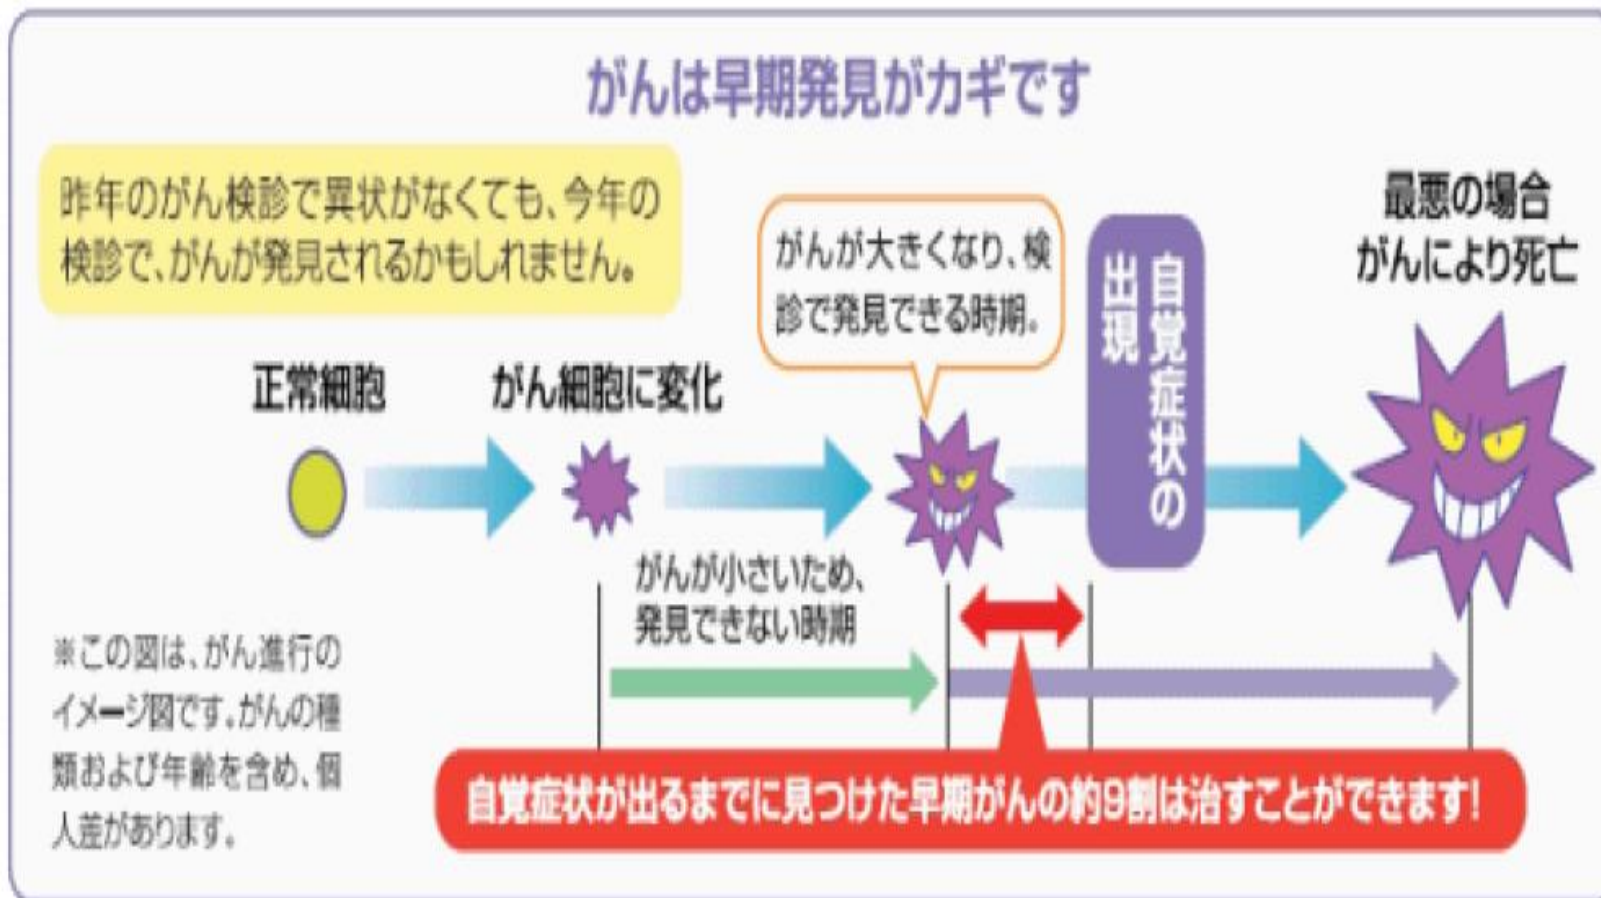 がんは早期発見がカギです
昨年のがん検診で異状がなくても、今年の
検診で、がんが発見されるかもしれません。
がんが大きくなり、検
診で発見できる時期。
自覚症状の
出現
最悪の場合
がんにより死亡
正常細胞
がん細胞に変化
がんが小さいため、
発見できない時期
※この図は、がん進行の
イメージ図です。がんの種
類および年齢を含め、個
人差があります。
自覚症状が出るまでに見つけた早期がんの約9割は治すことができます!